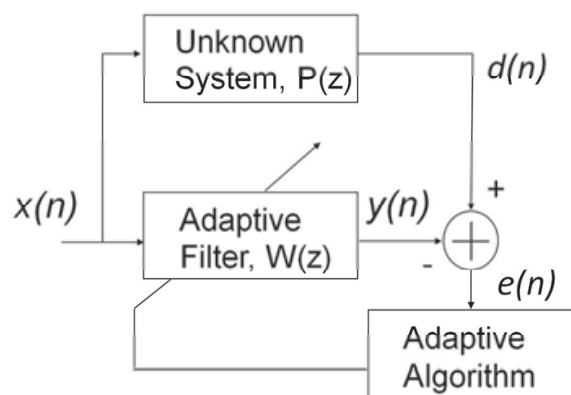 Unknown
System, P(z)
d(n)
x(n)
Adaptive
Filter, W(z)
y(n)
+
-
e(n)
Adaptive
Algorithm